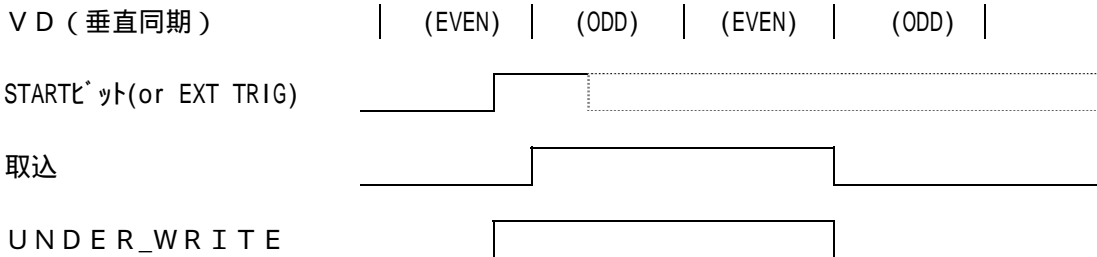 ＶＤ（垂直同期） (EVEN) (ODD) (EVEN) (ODD)
STARTﾋﾞｯﾄ(or EXT TRIG)
取込
ＵＮＤＥＲ_ＷＲＩＴＥ